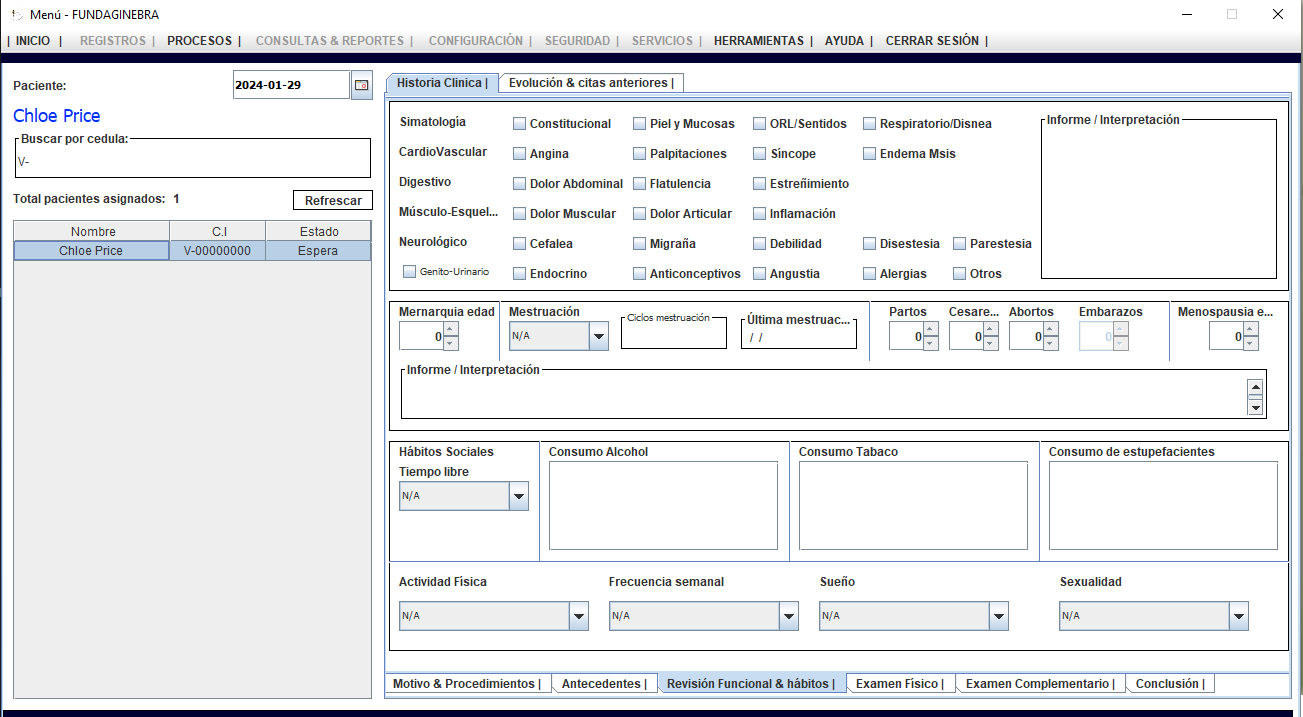 Menú - FUNDAGINEBRA
| INICIO | REGISTROS | PROCESOS | CONSULTAS & REPORTES | CONFIGURACIÓN | SEGURIDAD | SERVICIOS | HERRAMIENTAS | AYUDA | CERRAR SESIÓN |
Paciente:
2024-01-29
Chloe Price
Buscar por cedula:
V-
Total pacientes asignados: 1
Refrescar
Nombre C.I Estado
Chloe Price V-00000000 Espera
Historia Clinica | Evolución & citas anteriores |
Simatología Constitucional Piel y Mucosas ORL/Sentidos Respiratorio/Disnea
CardioVascular Angina Palpitaciones Síncope Endema Msis
Digestivo Dolor Abdominal Flatulencia Estreñimiento
Músculo-Esquel... Dolor Muscular Dolor Articular Inflamación
Neurológico Cefalea Migraña Debilidad Disestesia Parestesia
Genito-Urinario Endocrino Anticonceptivos Angustia Alergias Otros
Informe / Interpretación
Mernarquia edad Mestruación Ciclos mestruación Última mestruac... Partos Cesare... Abortos Embarazos Menospausia e...
0 N/A / / 0 0 0 0 0
Informe / Interpretación
Hábitos Sociales Consumo Alcohol Consumo Tabaco Consumo de estupefacientes
Tiempo libre
N/A
Actividad Física Frecuencia semanal Sueño Sexualidad
N/A N/A N/A N/A
Motivo & Procedimientos | Antecedentes | Revisión Funcional & hábitos | Examen Físico | Examen Complementario | Conclusión |